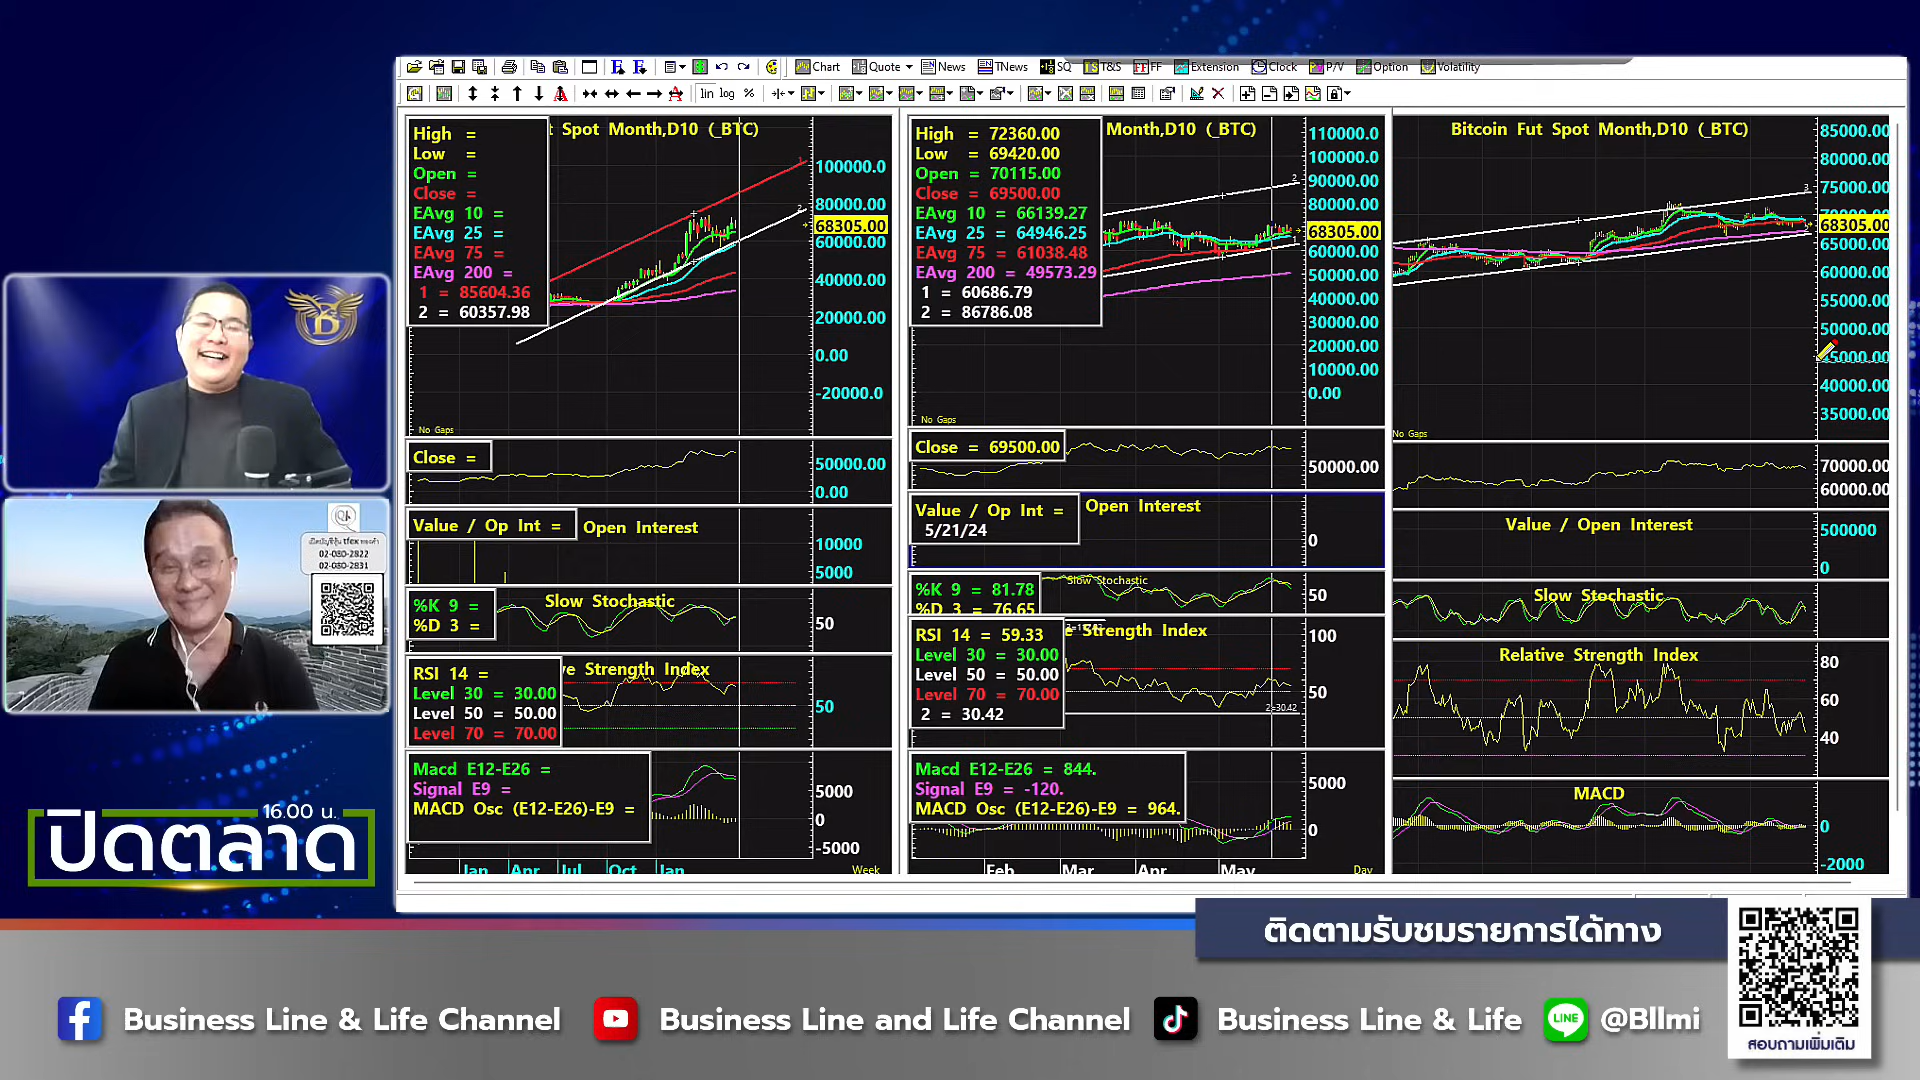 Chart Quote News TNews SQ T&S FF Extension Clock P/V Option Volatility
lin log %
t Spot Month,D10 (_BTC)
High =
Low =
Open =
Close =
EAvg 10 =
EAvg 25 =
EAvg 75 =
EAvg 200 =
1 = 85604.36
2 = 60357.98
100000.0
80000.00
68305.00
60000.00
40000.00
20000.00
0.00
-20000.0
No Gaps
Close =
50000.00
0.00
Value / Op Int =
Open Interest
10000
5000
%K 9 =
%D 3 =
Slow Stochastic
50
RSI 14 =
Level 30 = 30.00
Level 50 = 50.00
Level 70 = 70.00
ve Strength Index
50
Macd E12-E26 =
Signal E9 =
MACD Osc (E12-E26)-E9 =
5000
0
-5000
Jan Apr Jul Oct Jan Week
Month,D10 (_BTC)
High = 72360.00
Low = 69420.00
Open = 70115.00
Close = 69500.00
EAvg 10 = 66139.27
EAvg 25 = 64946.25
EAvg 75 = 61038.48
EAvg 200 = 49573.29
1 = 60686.79
2 = 86786.08
110000.0
100000.0
90000.00
80000.00
68305.00
60000.00
50000.00
40000.00
30000.00
20000.00
10000.00
0.00
No Gaps
Close = 69500.00
50000.00
Value / Op Int =
5/21/24
Open Interest
0
%K 9 = 81.78
%D 3 = 76.65
Slow Stochastic
50
RSI 14 = 59.33
Level 30 = 30.00
Level 50 = 50.00
Level 70 = 70.00
2 = 30.42
e Strength Index
100
50
2=30.42
Macd E12-E26 = 844.
Signal E9 = -120.
MACD Osc (E12-E26)-E9 = 964.
5000
0
Feb Mar Apr May Day
Bitcoin Fut Spot Month,D10 (_BTC)
85000.00
80000.00
75000.00
70000.00
68305.00
65000.00
60000.00
55000.00
50000.00
45000.00
40000.00
35000.00
No Gaps
70000.00
60000.00
Value / Open Interest
500000
0
Slow Stochastic
Relative Strength Index
80
60
40
MACD
0
-2000
02-080-2822
02-080-2831
16.00 น.
ปิดตลาด
ติดตามรับชมรายการได้ทาง
Business Line & Life Channel
Business Line and Life Channel
Business Line & Life
LINE
@Bllmi
สอบถามเพิ่มเติม